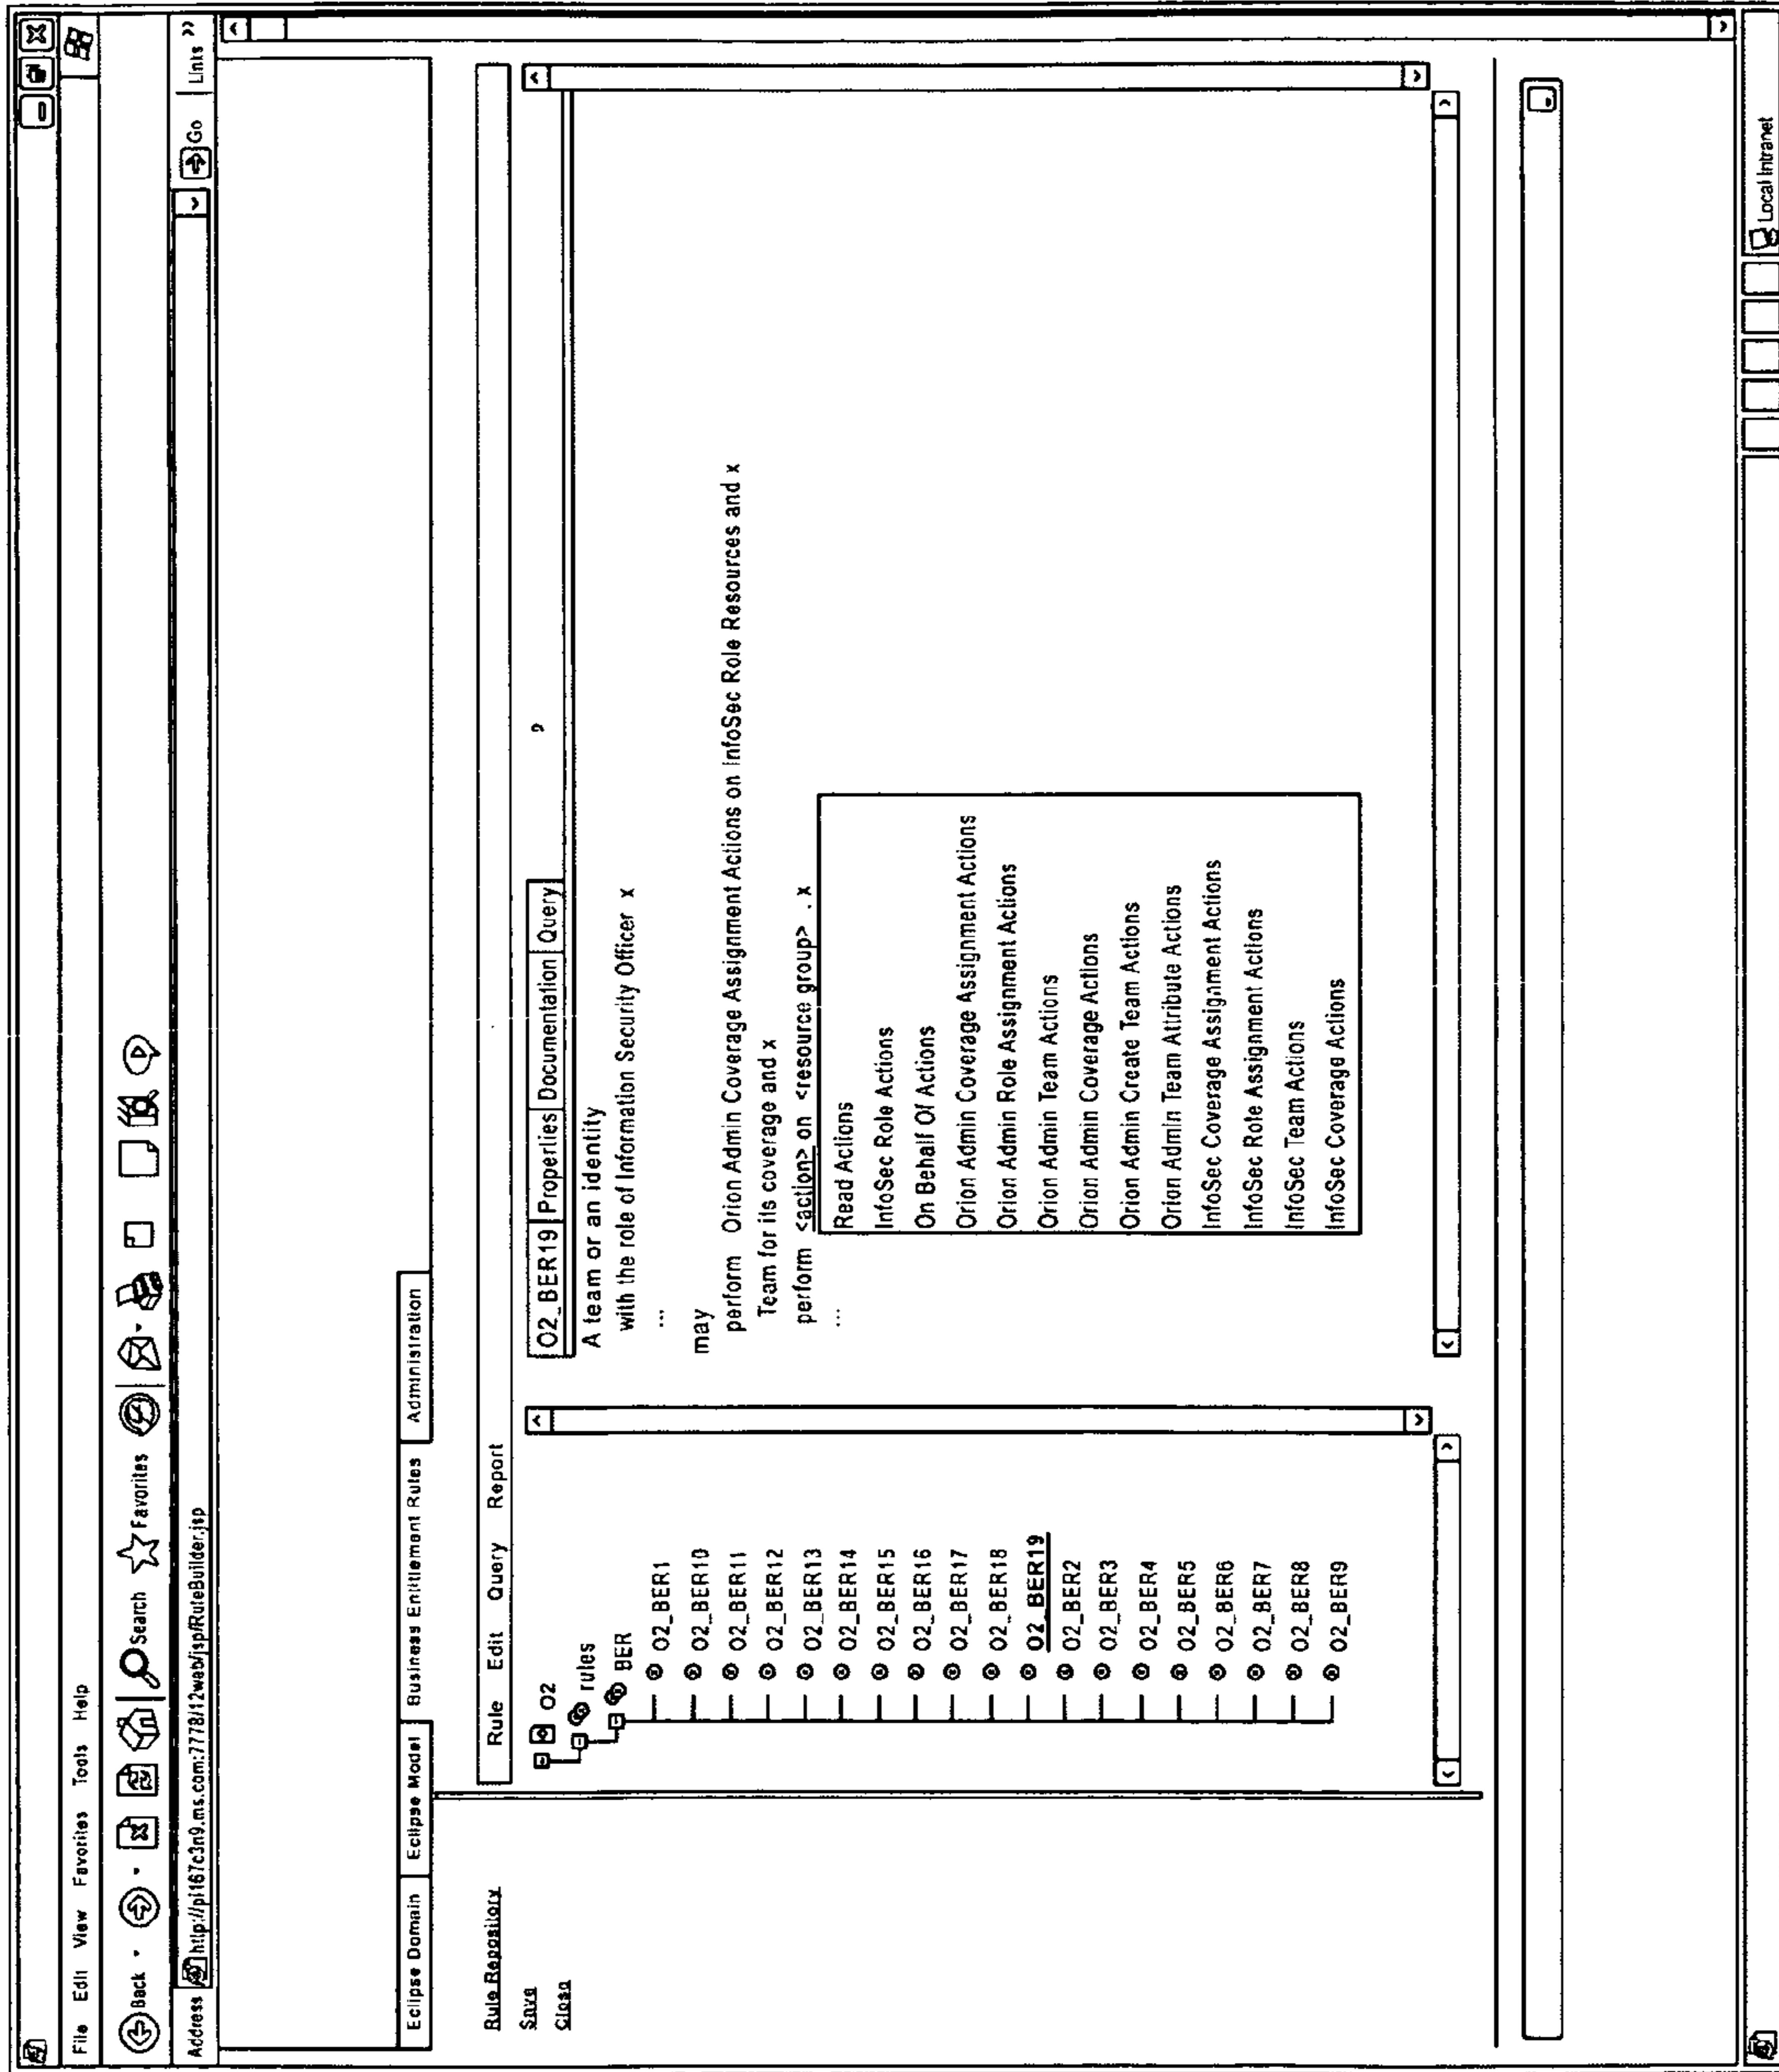 File Edit View Favorites Tools Help
Back Search Favorites
Address http://pi167c3n9.ms.com:7778/12web/jsp/RuteBuilder.jsp Go Links »
Eclipse Domain Eclipse Model Business Entitlement Rules Administration
Rule Repository
Save
Close
Rule Edit Query Report
O2
rules
BER
O2_BER1
O2_BER10
O2_BER11
O2_BER12
O2_BER13
O2_BER14
O2_BER15
O2_BER16
O2_BER17
O2_BER18
O2_BER19
O2_BER2
O2_BER3
O2_BER4
O2_BER5
O2_BER6
O2_BER7
O2_BER8
O2_BER9
O2_BER19 Properties Documentation Query ?
A team or an identity
with the role of Information Security Officer x
...
may
perform Orion Admin Coverage Assignment Actions on InfoSec Role Resources and x
Team for its coverage and x
perform <action> on <resource group> . x
...
Read Actions
InfoSec Role Actions
On Behalf Of Actions
Orion Admin Coverage Assignment Actions
Orion Admin Role Assignment Actions
Orion Admin Team Actions
Orion Admin Coverage Actions
Orion Admin Create Team Actions
Orion Admin Team Attribute Actions
InfoSec Coverage Assignment Actions
InfoSec Role Assignment Actions
InfoSec Team Actions
InfoSec Coverage Actions
Local Intranet